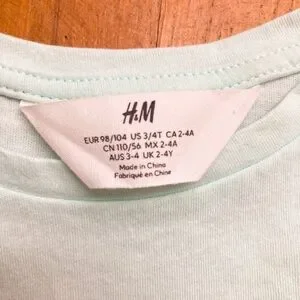 H&M
EUR 98/104 US 3/4T CA 2-4A
CN 110/56 MX 2-4A
AUS 3-4 UK 2-4Y
Made in China
Fabriqué en Chine